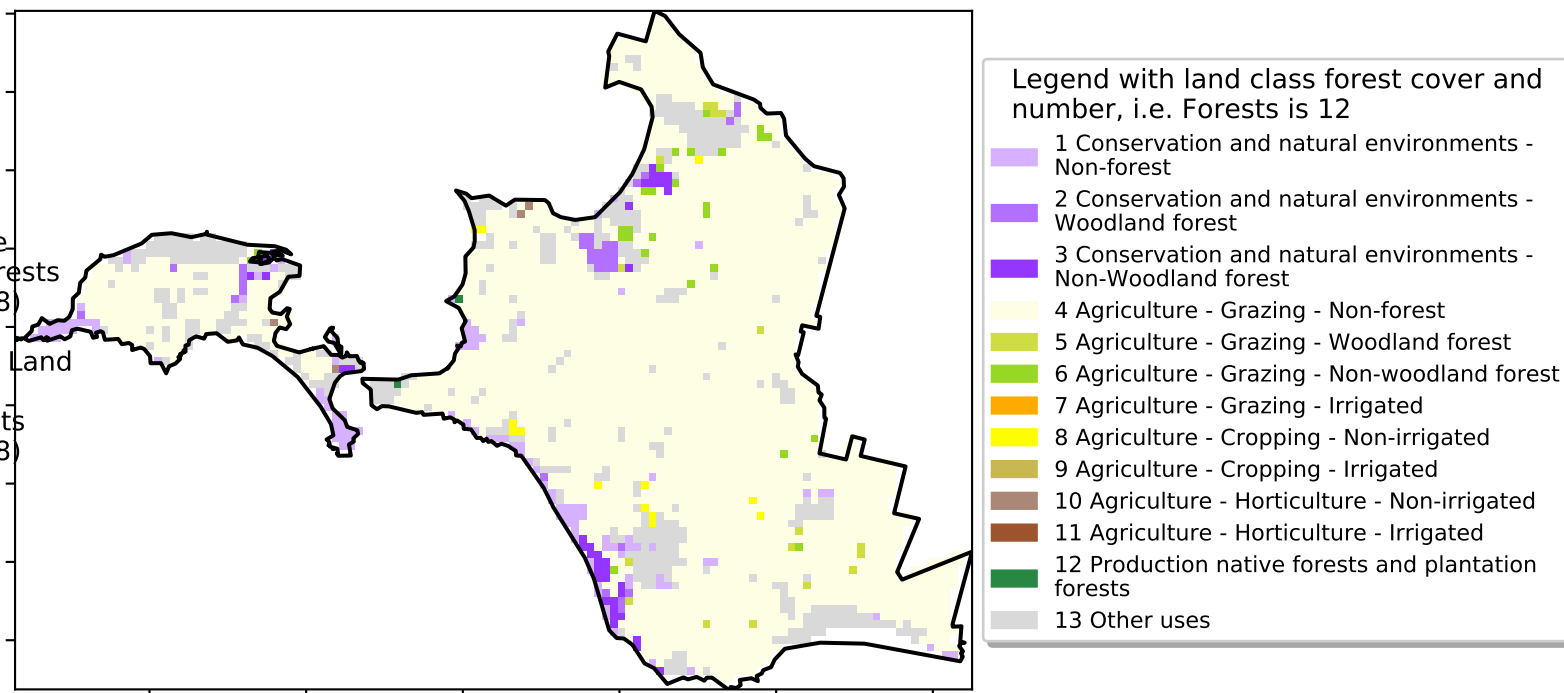 Legend with land class forest cover and
number, i.e. Forests is 12
1 Conservation and natural environments -
Non-forest
2 Conservation and natural environments -
Woodland forest
3 Conservation and natural environments -
Non-Woodland forest
4 Agriculture - Grazing - Non-forest
5 Agriculture - Grazing - Woodland forest
6 Agriculture - Grazing - Non-woodland forest
7 Agriculture - Grazing - Irrigated
8 Agriculture - Cropping - Non-irrigated
9 Agriculture - Cropping - Irrigated
10 Agriculture - Horticulture - Non-irrigated
11 Agriculture - Horticulture - Irrigated
12 Production native forests and plantation
forests
13 Other uses
e
rests
8)
Land
ts
8)